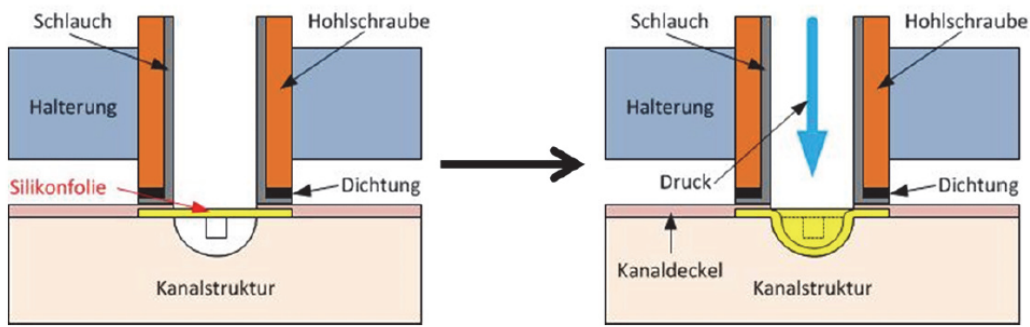 Schlauch
Hohlschraube
Halterung
Silikonfolie
Dichtung
Kanalstruktur
Schlauch
Hohlschraube
Halterung
Druck
Dichtung
Kanaldeckel
Kanalstruktur